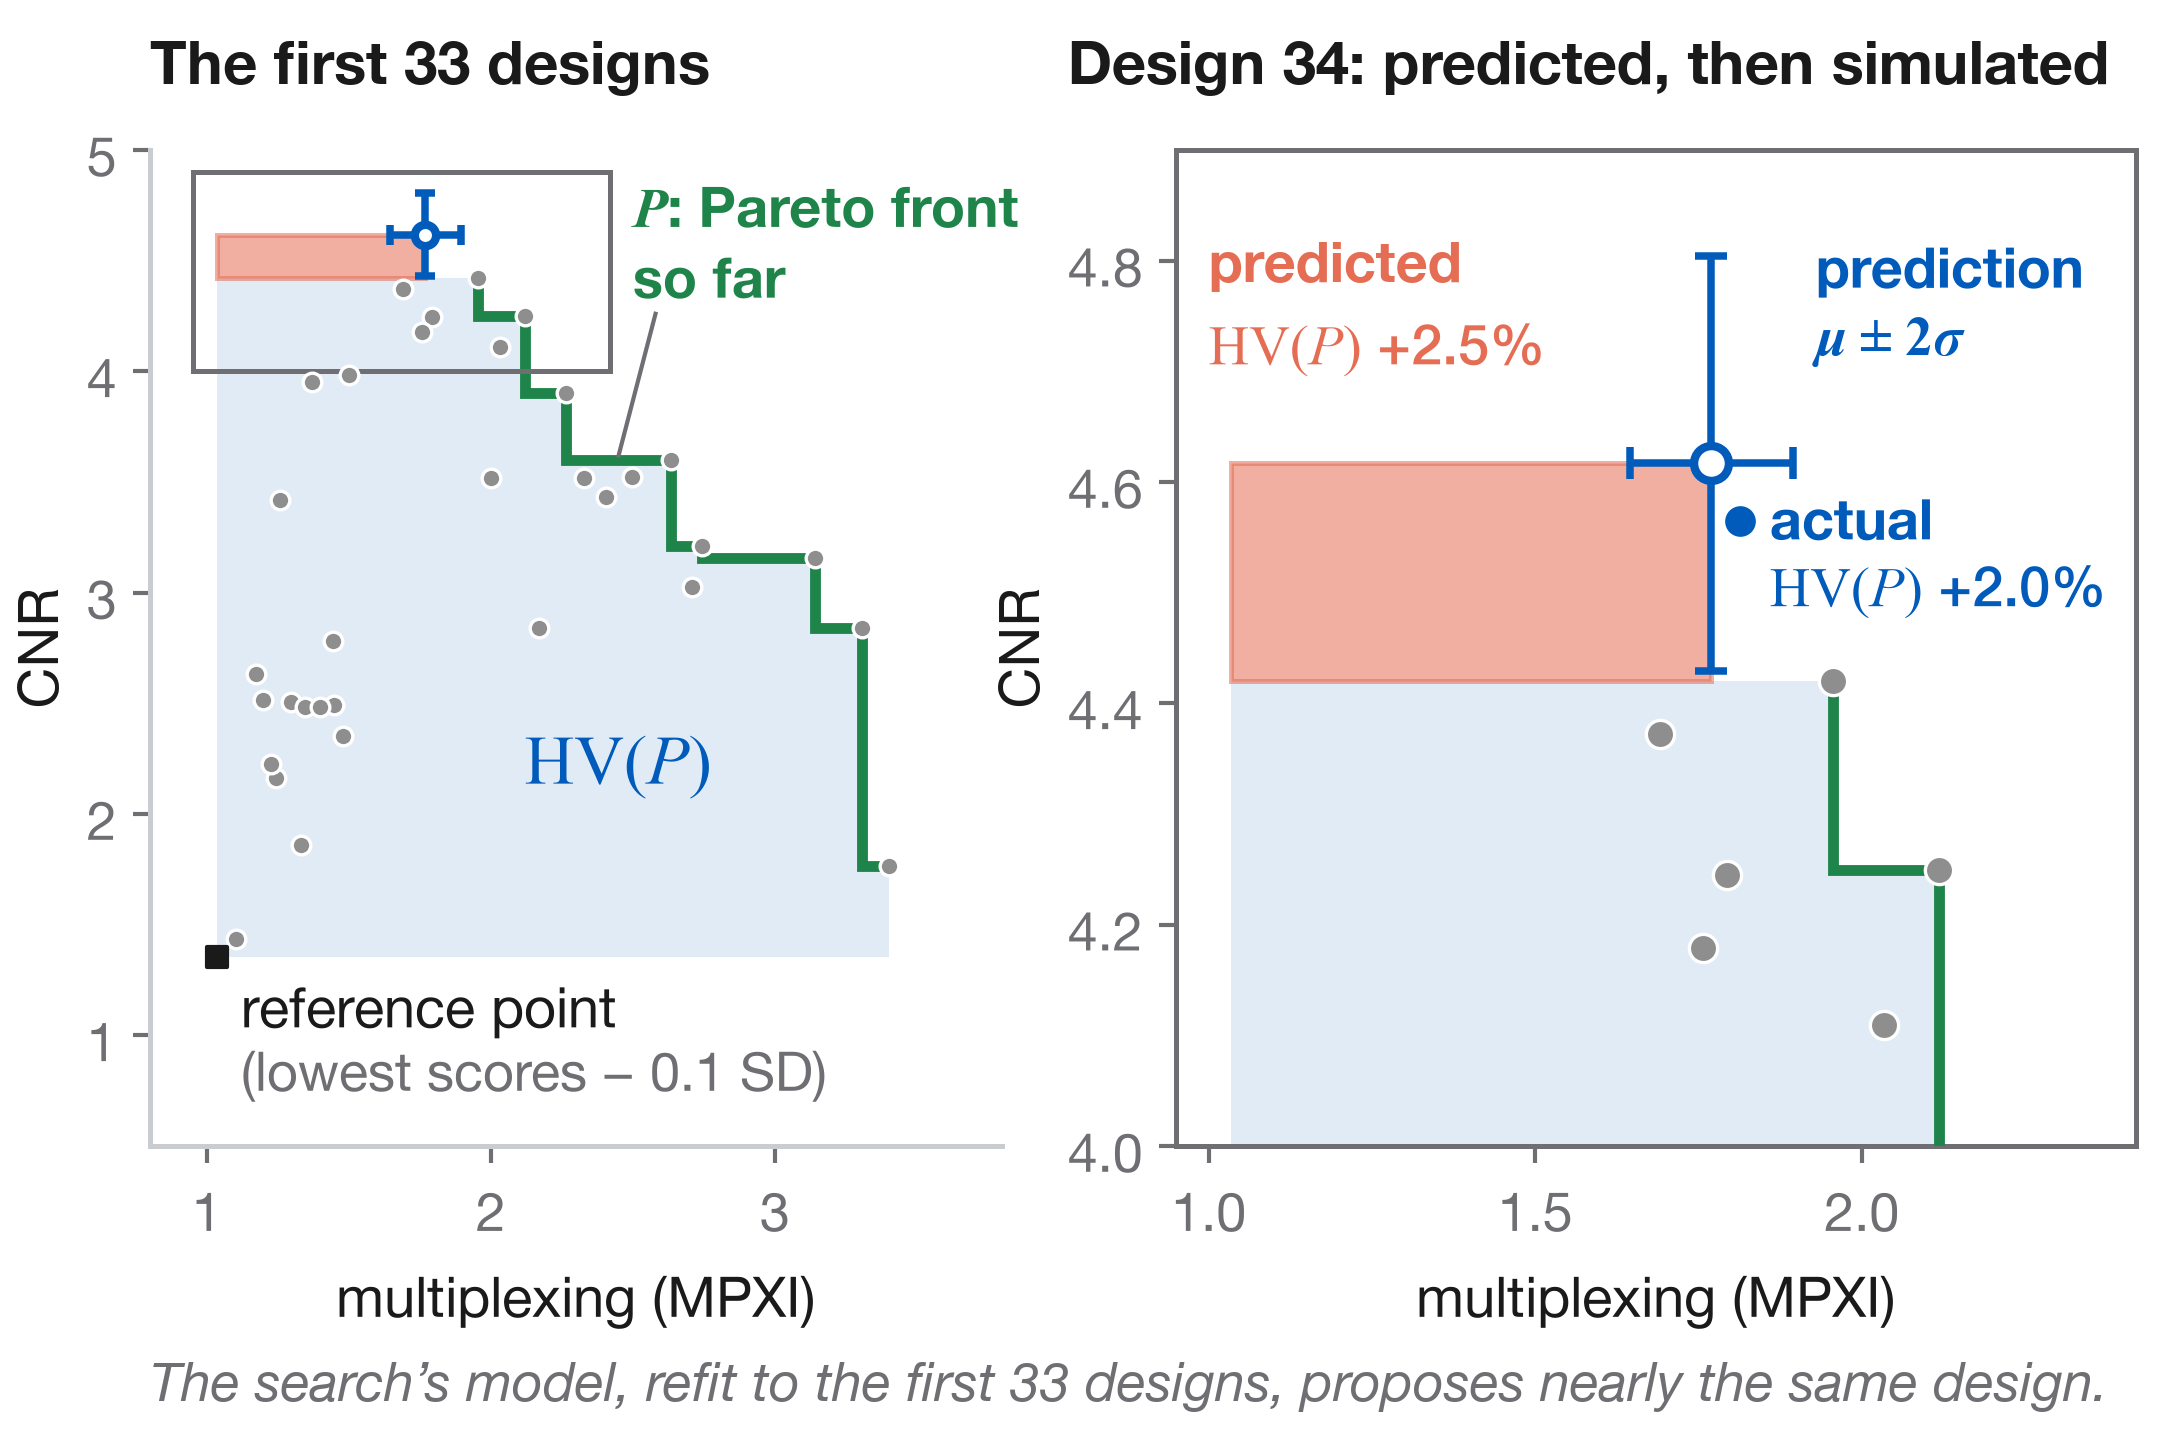 The first 33 designs
5
4
3
2
1
CNR
P: Pareto front
so far
HV(P)
reference point
(lowest scores – 0.1 SD)
1
2
3
multiplexing (MPXI)
Design 34: predicted, then simulated
4.8
4.6
4.4
4.2
4.0
CNR
predicted
HV(P) +2.5%
prediction
μ ± 2σ
actual
HV(P) +2.0%
1.0
1.5
2.0
multiplexing (MPXI)
The search’s model, refit to the first 33 designs, proposes nearly the same design.